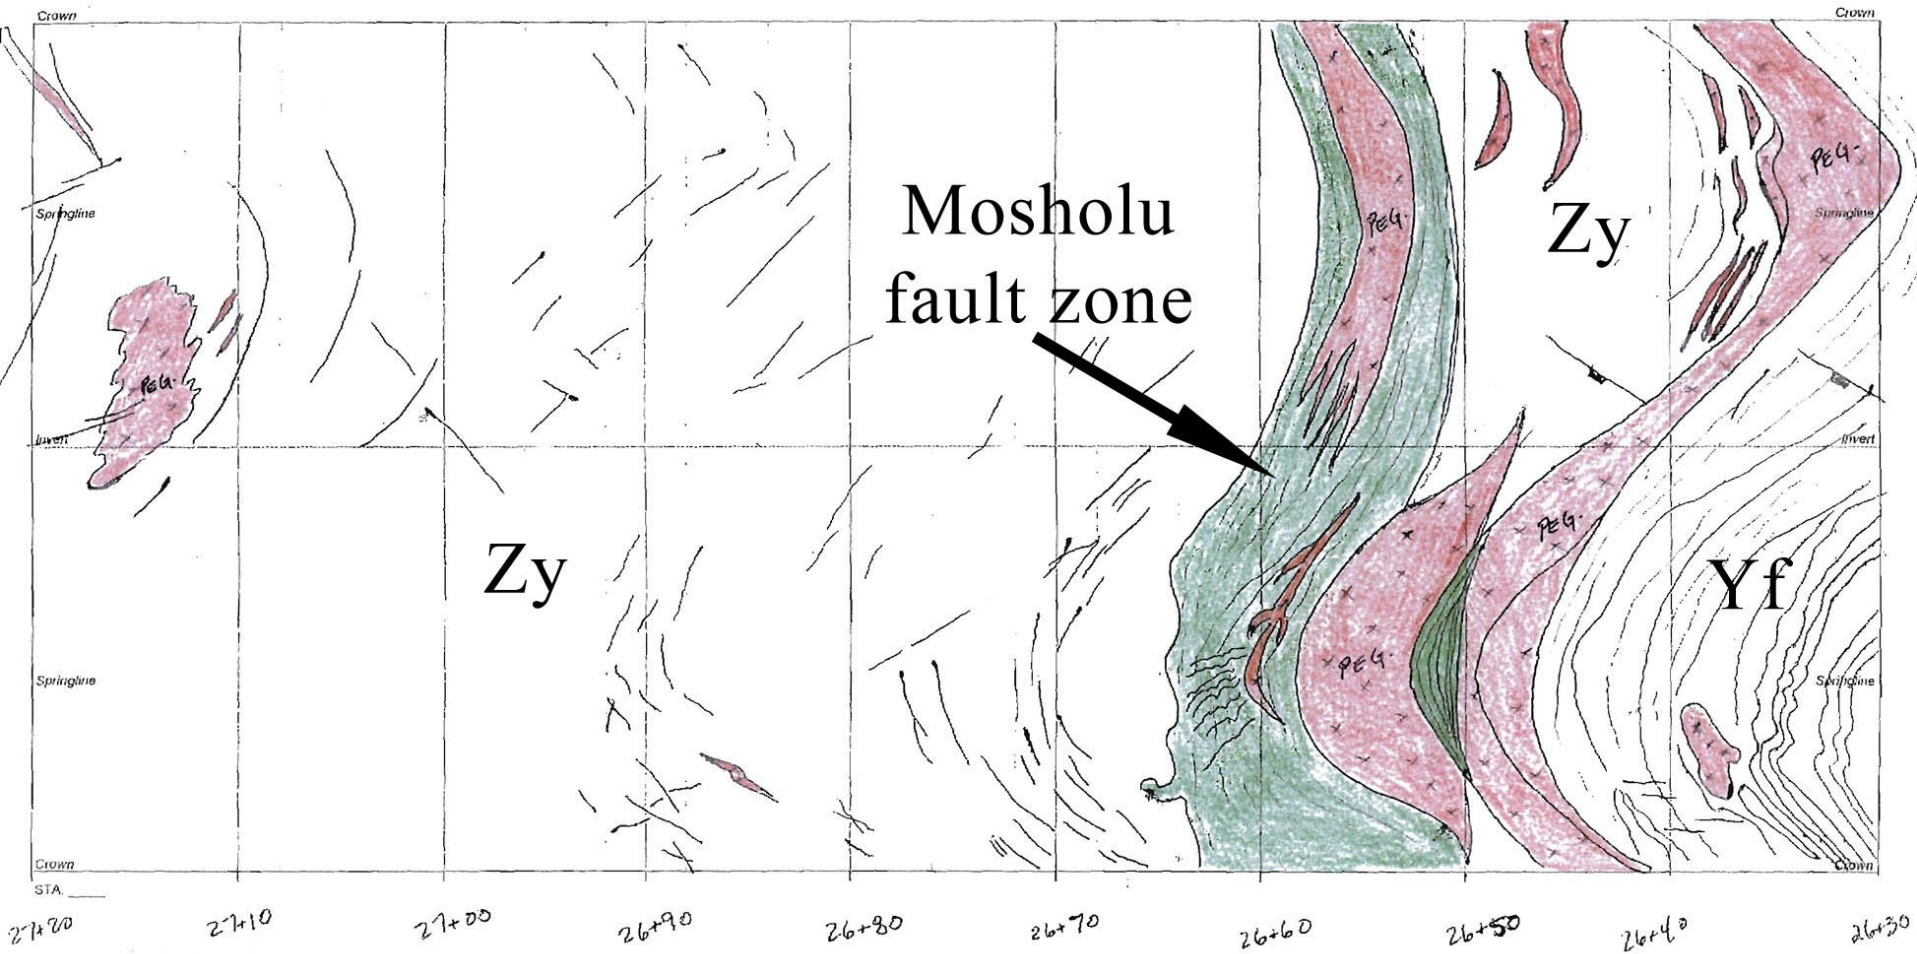 Crown
Crown
PEG.
Springline
Mosholu
fault zone
PEG.
Zy
Springline
PEG.
Invert
Invert
PEG.
Zy
Yf
PEG.
Springline
Springline
Crown
Crown
STA.
27+20
27+10
27+00
26+90
26+80
26+70
26+60
26+50
26+40
26+30